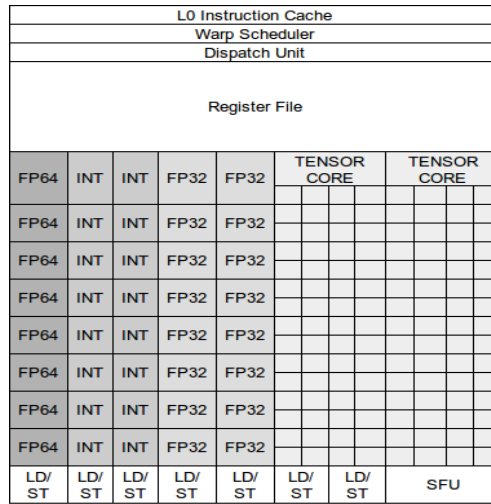 L0 Instruction Cache
Warp Scheduler
Dispatch Unit
Register File
FP64 INT INT FP32 FP32 TENSOR CORE TENSOR CORE
FP64 INT INT FP32 FP32
FP64 INT INT FP32 FP32
FP64 INT INT FP32 FP32
FP64 INT INT FP32 FP32
FP64 INT INT FP32 FP32
FP64 INT INT FP32 FP32
FP64 INT INT FP32 FP32
LD/ LD/ LD/ LD/ LD/ LD/ LD/ SFU
ST ST ST ST ST ST ST